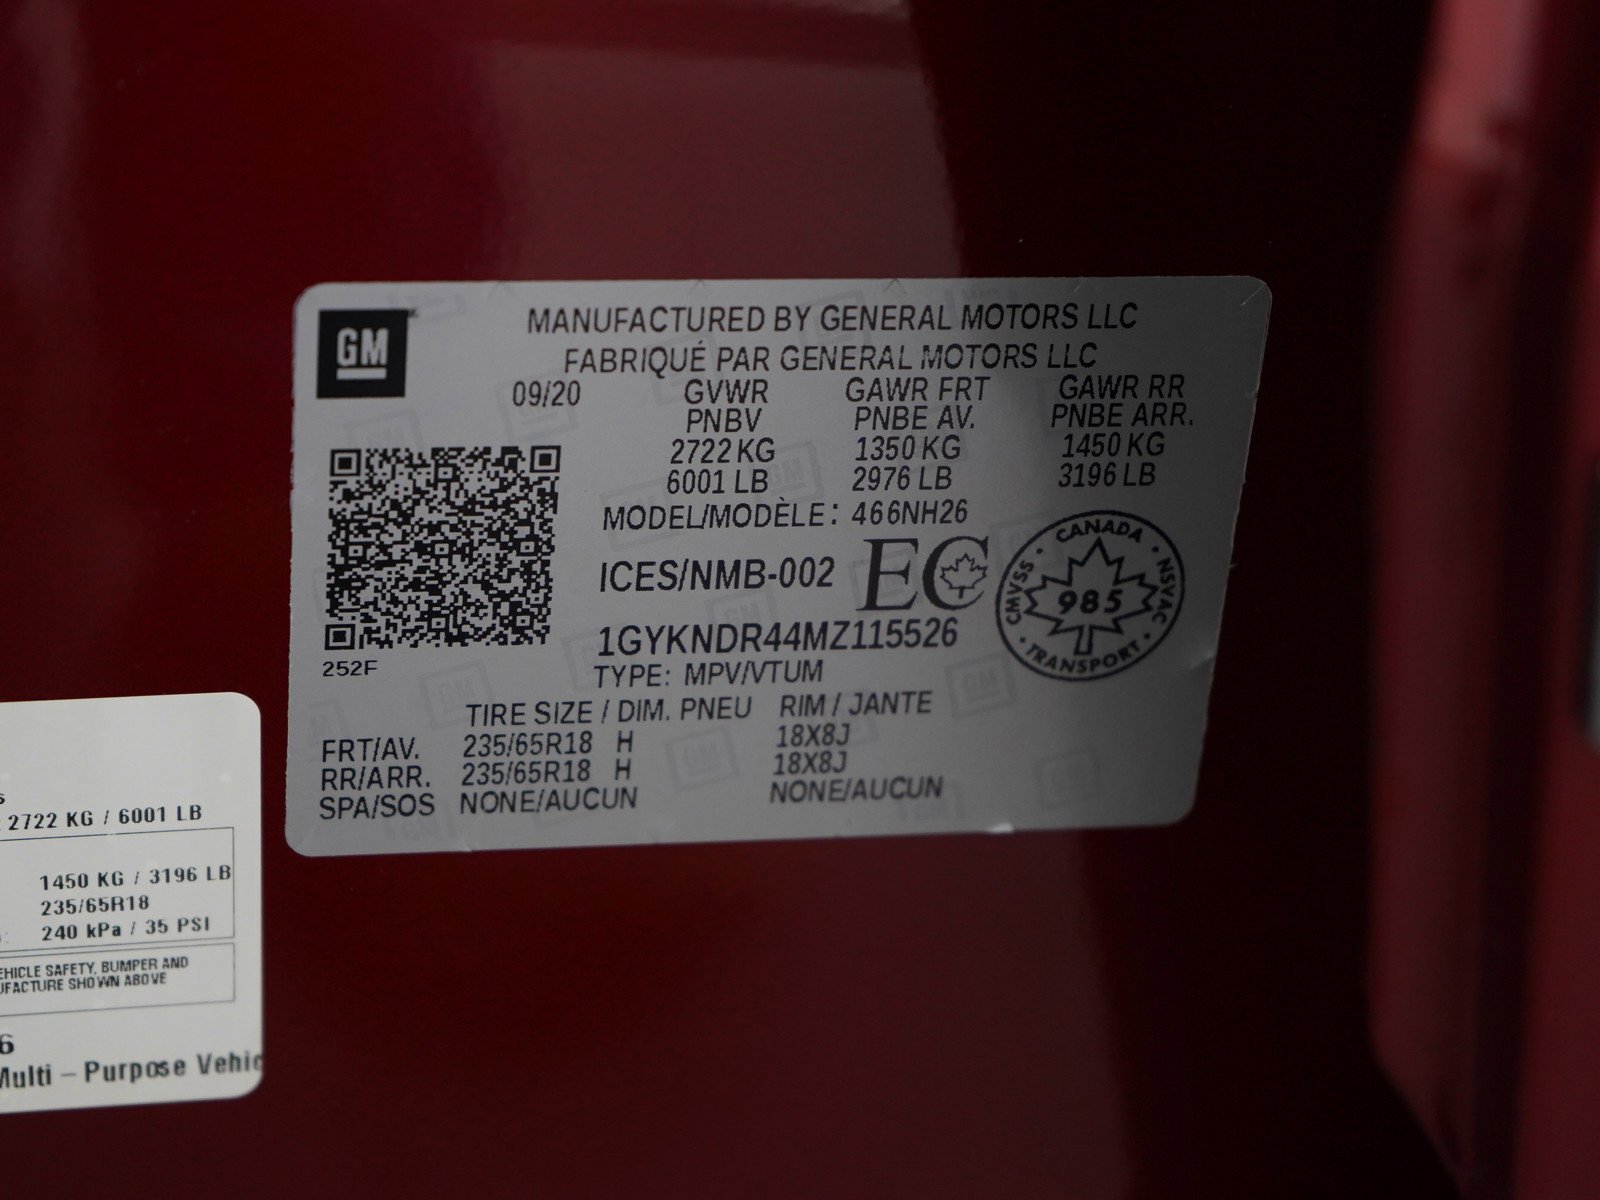 GM
MANUFACTURED BY GENERAL MOTORS LLC
FABRIQUÉ PAR GENERAL MOTORS LLC
09/20 GVWR GAWR FRT GAWR RR
PNBV PNBE AV. PNBE ARR.
2722 KG 1350 KG 1450 KG
6001 LB 2976 LB 3196 LB
MODEL/MODÈLE: 466NH26
ICES/NMB-002 EC
CANADA
CMVSS 985 NSVAC
TRANSPORT
1GYKNDR44MZ115526
252F
TYPE: MPV/VTUM
TIRE SIZE / DIM. PNEU RIM / JANTE
FRT/AV. 235/65R18 H 18X8J
RR/ARR. 235/65R18 H 18X8J
SPA/SOS NONE/AUCUN NONE/AUCUN
2722 KG / 6001 LB
1450 KG / 3196 LB
235/65R18
240 kPa / 35 PSI
EHICLE SAFETY, BUMPER AND
UFACTURE SHOWN ABOVE
6
Multi – Purpose Vehic